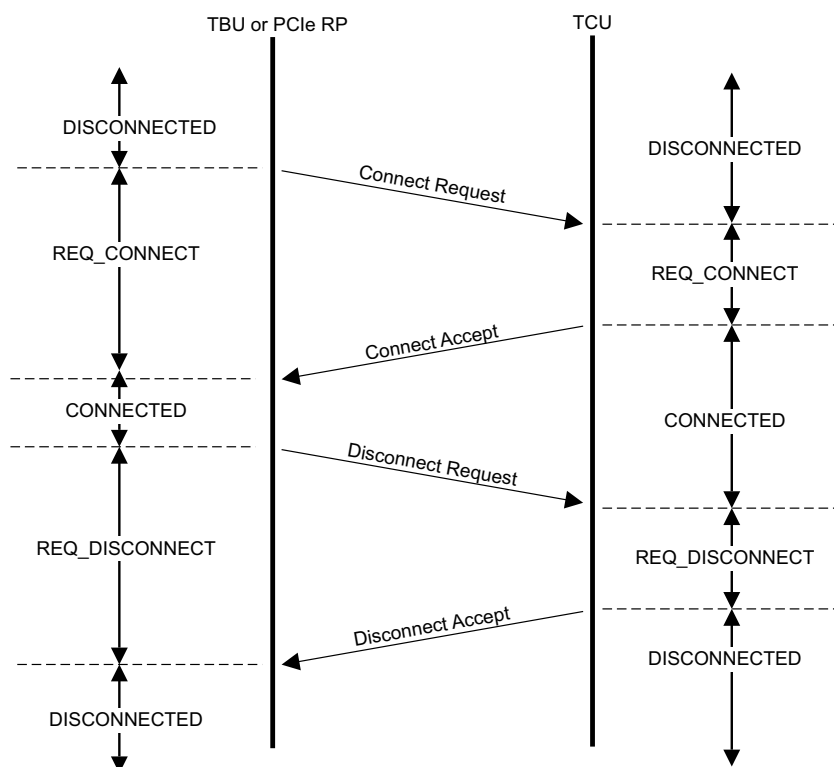 TBU or PCIe RP
TCU
DISCONNECTED
DISCONNECTED
Connect Request
REQ_CONNECT
REQ_CONNECT
Connect Accept
CONNECTED
CONNECTED
Disconnect Request
REQ_DISCONNECT
REQ_DISCONNECT
Disconnect Accept
DISCONNECTED
DISCONNECTED